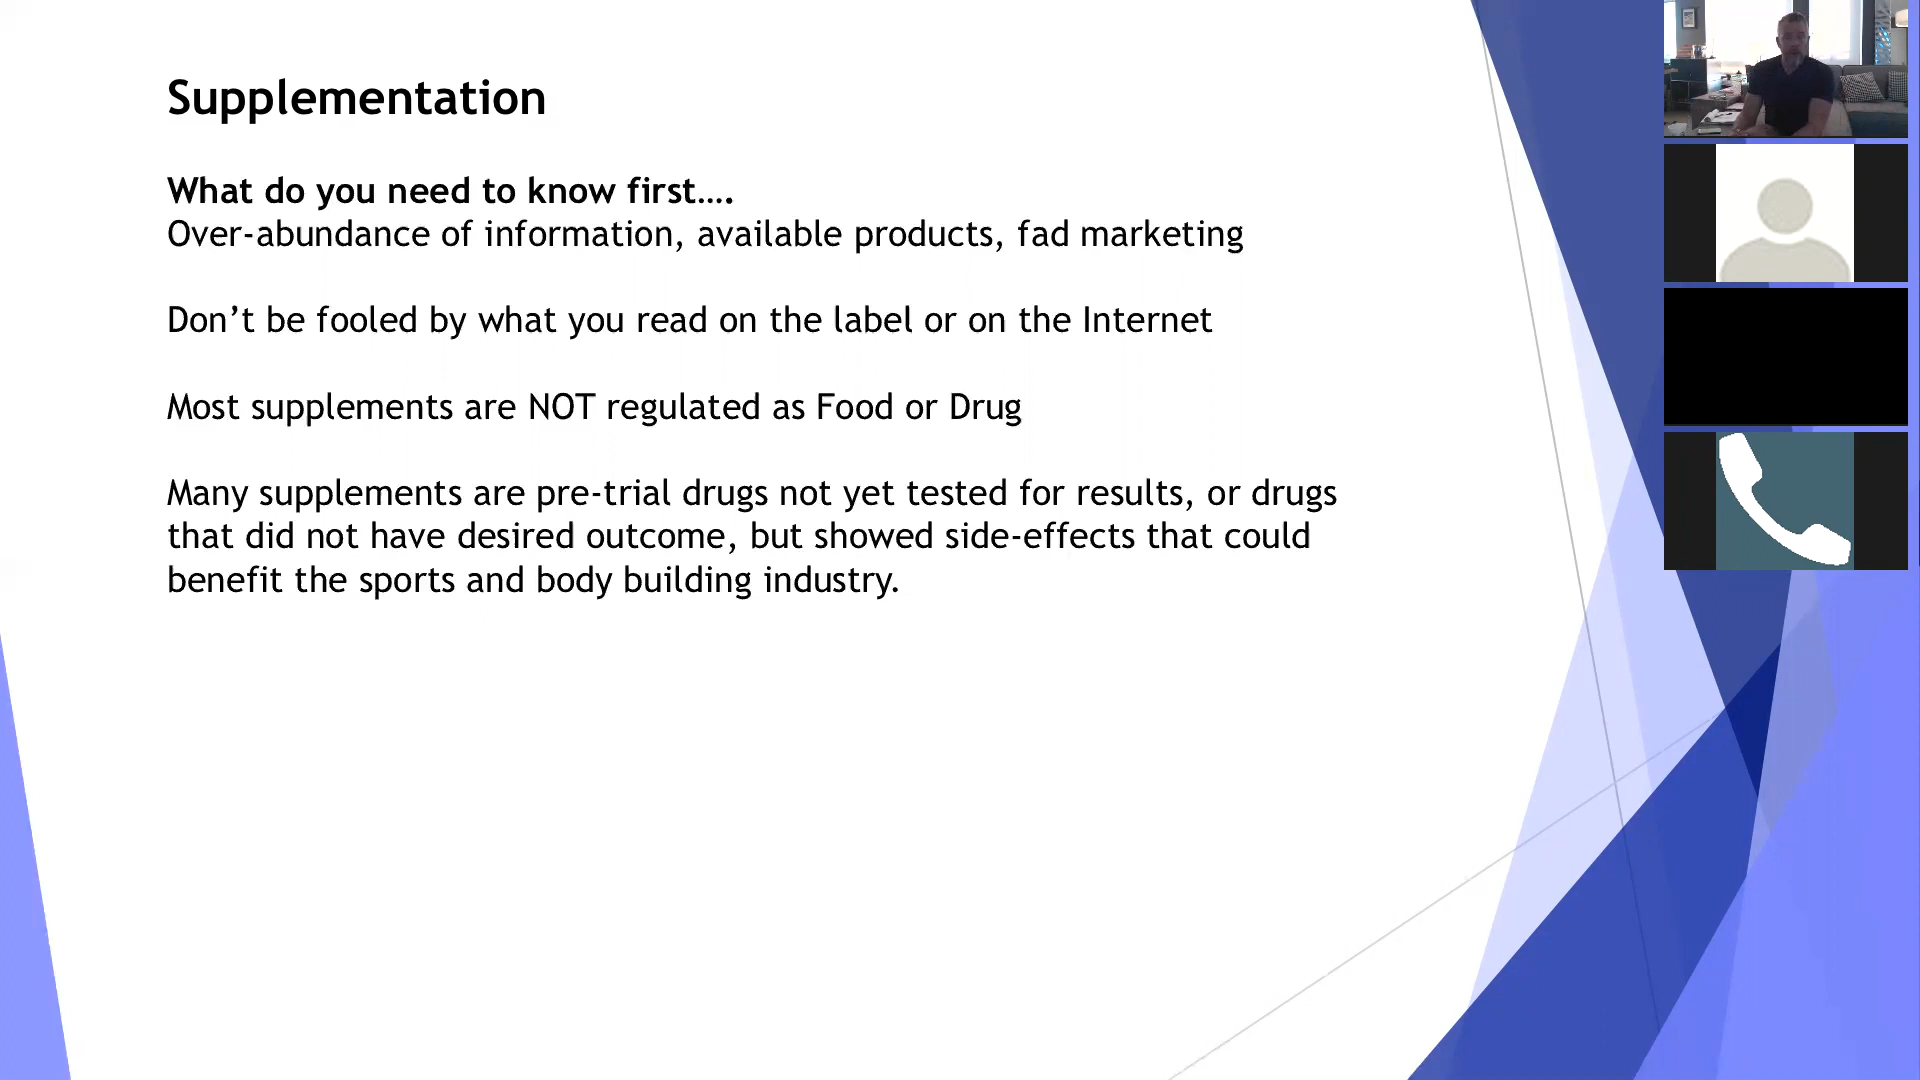 Supplementation
What do you need to know first....
Over-abundance of information, available products, fad marketing
Don’t be fooled by what you read on the label or on the Internet
Most supplements are NOT regulated as Food or Drug
Many supplements are pre-trial drugs not yet tested for results, or drugs
that did not have desired outcome, but showed side-effects that could
benefit the sports and body building industry.